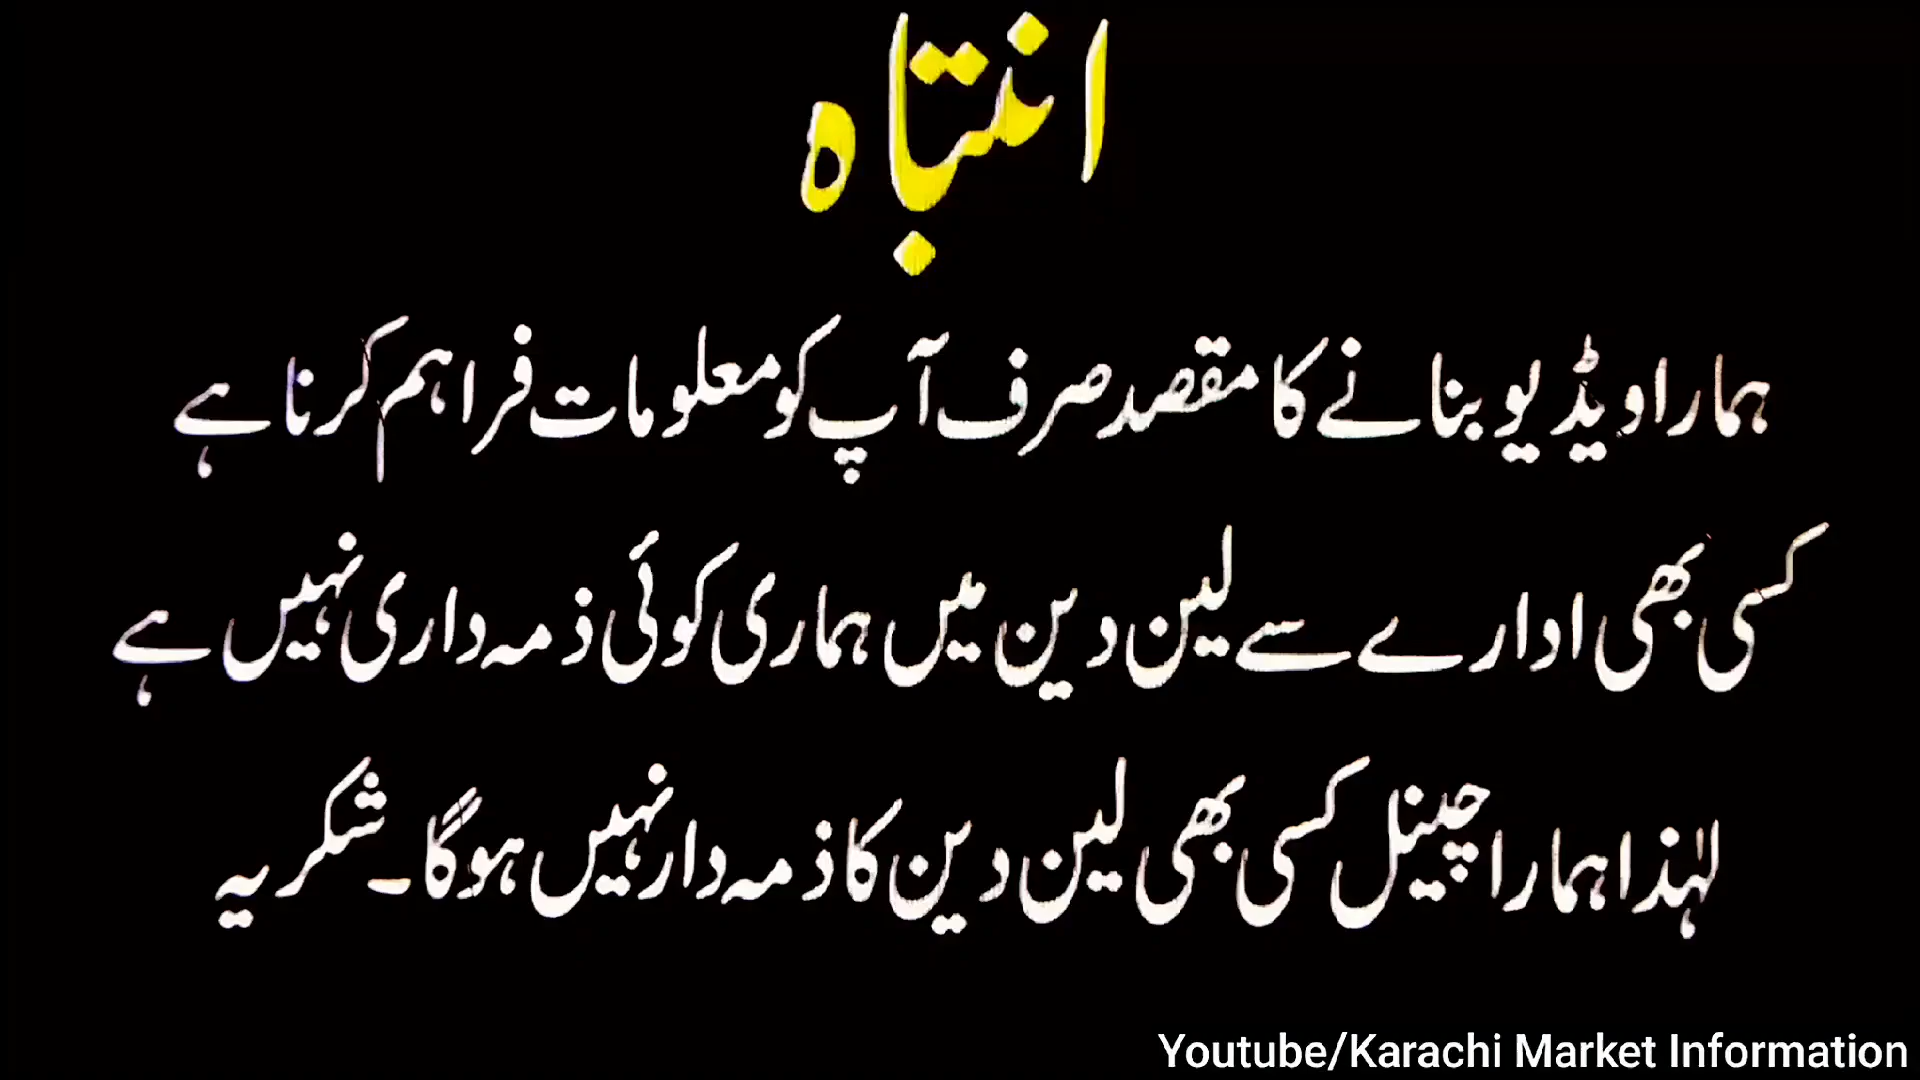 انتباہ
ہمارا ویڈیو بنانے کا مقصد صرف آپ کو معلومات فراہم کرنا ہے
کسی بھی ادارے سے لین دین میں ہماری کوئی ذمہ داری نہیں ہے
لہٰذا ہمارا چینل کسی بھی لین دین کا ذمہ دار نہیں ہوگا۔ شکریہ
Youtube/Karachi Market Information